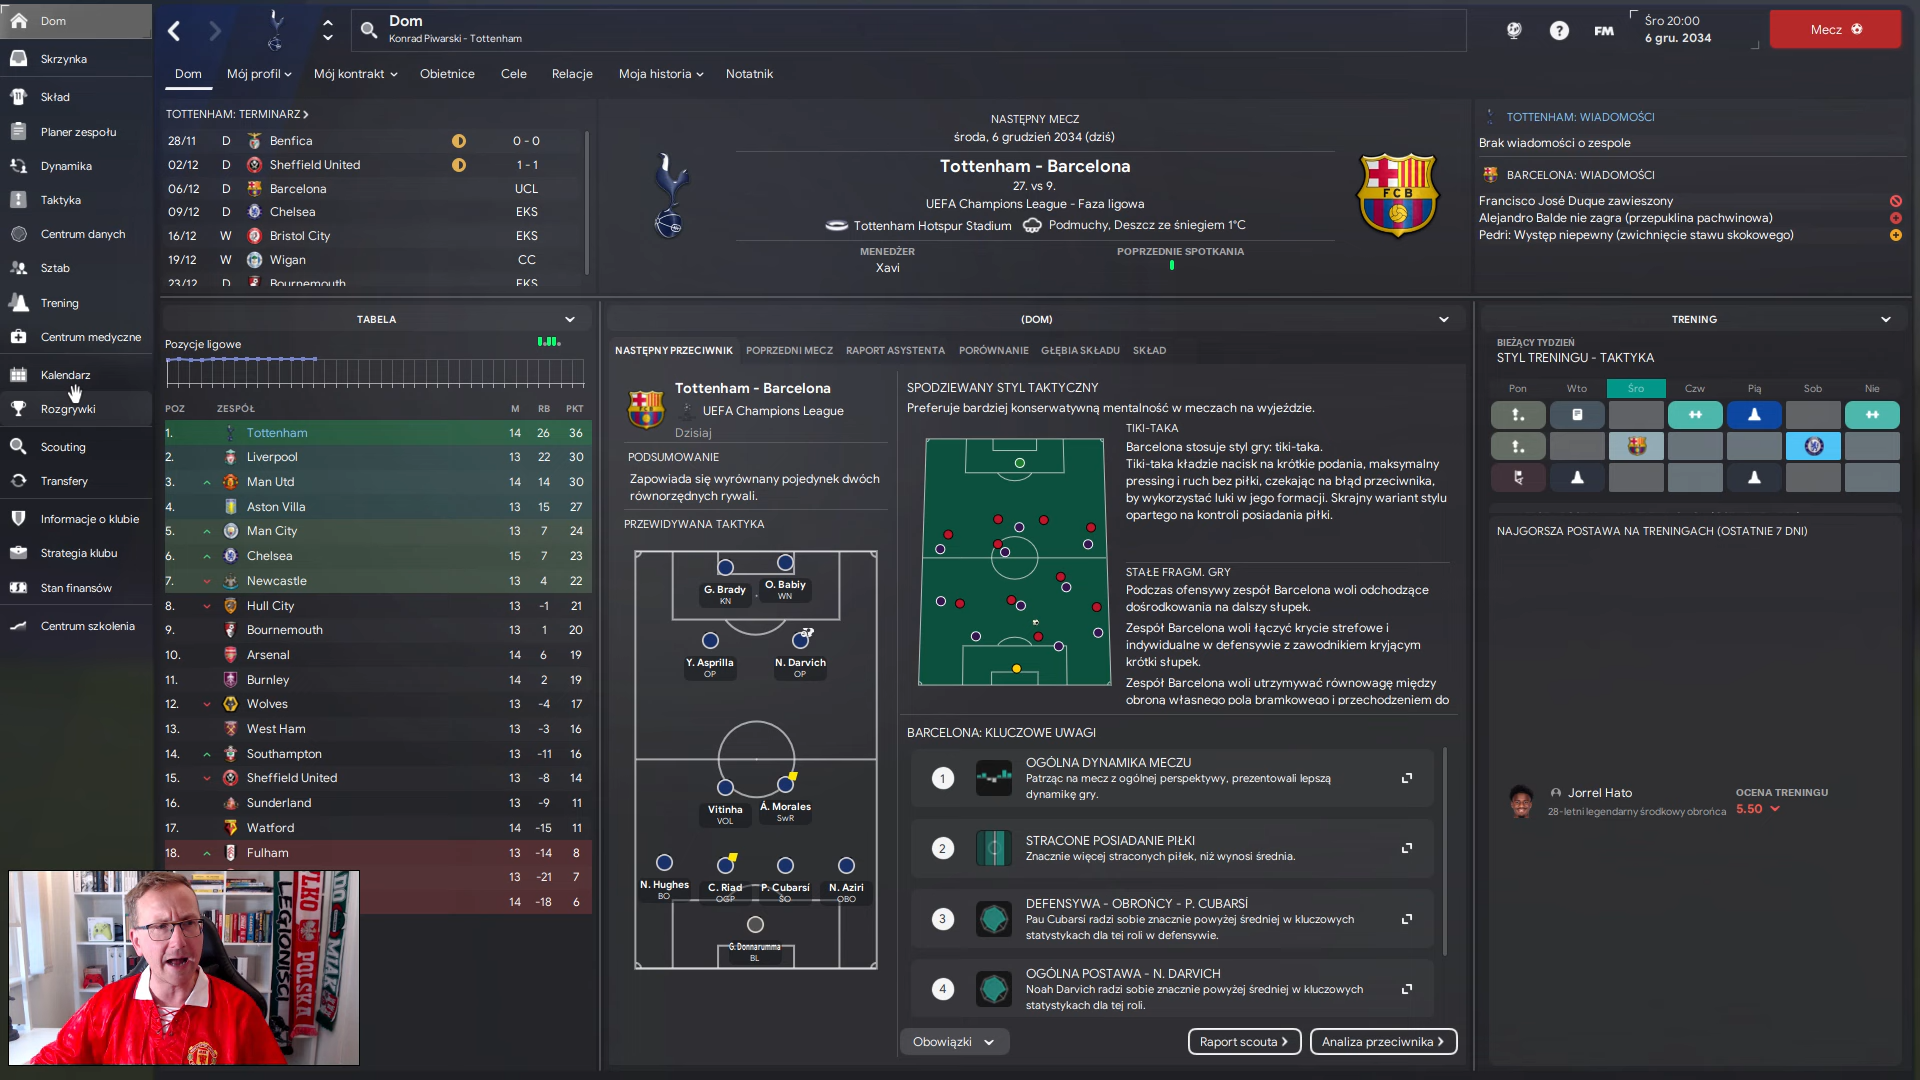 Dom
Skrzynka
Skład
Planer zespołu
Dynamika
Taktyka
Centrum danych
Sztab
Trening
Centrum medyczne
Kalendarz
Rozgrywki
Scouting
Transfery
Informacje o klubie
Strategia klubu
Stan finansów
Centrum szkolenia
Dom
Konrad Piwarski - Tottenham
FM
Śro 20:00
6 gru. 2034
Mecz
Dom Mój profil Mój kontrakt Obietnice Cele Relacje Moja historia Notatnik
TOTTENHAM: TERMINARZ
28/11 D Benfica 0 - 0
02/12 D Sheffield United 1 - 1
06/12 D Barcelona UCL
09/12 D Chelsea EKS
16/12 W Bristol City EKS
19/12 W Wigan CC
23/12 W Bournemouth EKS
NASTĘPNY MECZ
środa, 6 grudzień 2034 (dziś)
Tottenham - Barcelona
27. vs 9.
UEFA Champions League - Faza ligowa
Tottenham Hotspur Stadium Podmuchy, Deszcz ze śniegiem 1°C
MENEDŻER
Xavi
POPRZEDNIE SPOTKANIA
TOTTENHAM: WIADOMOŚCI
Brak wiadomości o zespole
BARCELONA: WIADOMOŚCI
Francisco José Duque zawieszony
Alejandro Balde nie zagra (przepuklina pachwinowa)
Pedri: Występ niepewny (zwichnięcie stawu skokowego)
TABELA
Pozycje ligowe
POZ ZESPÓŁ M RB PKT
1. Tottenham 14 26 36
2. Liverpool 13 22 30
3. Man Utd 14 14 30
4. Aston Villa 13 15 27
5. Man City 13 7 24
6. Chelsea 15 7 23
7. Newcastle 13 4 22
8. Hull City 13 -1 21
9. Bournemouth 13 1 20
10. Arsenal 14 6 19
11. Burnley 14 2 19
12. Wolves 13 -4 17
13. West Ham 13 -3 16
14. Southampton 13 -11 16
15. Sheffield United 13 -8 14
16. Sunderland 13 -9 11
17. Watford 14 -15 11
18. Fulham 13 -14 8
13 -21 7
14 -18 6
(DOM)
NASTĘPNY PRZECIWNIK POPRZEDNI MECZ RAPORT ASYSTENTA PORÓWNANIE GŁĘBIA SKŁADU SKŁAD
Tottenham - Barcelona
UEFA Champions League
Dzisiaj
PODSUMOWANIE
Zapowiada się wyrównany pojedynek dwóch
równorzędnych rywali.
PRZEWIDYWANA TAKTYKA
G. Brady
KN
O. Babiy
WN
Y. Asprilla
OP
N. Darvich
OP
Vitinha
VOL
Á. Morales
SwR
N. Hughes
BO
C. Riad
OGP
P. Cubarsí
ŚO
N. Aziri
OBO
G. Donnarumma
BL
SPODZIEWANY STYL TAKTYCZNY
Preferuje bardziej konserwatywną mentalność w meczach na wyjeździe.
TIKI-TAKA
Barcelona stosuje styl gry: tiki-taka.
Tiki-taka kładzie nacisk na krótkie podania, maksymalny
pressing i ruch bez piłki, czekając na błąd przeciwnika,
by wykorzystać luki w jego formacji. Skrajny wariant stylu
opartego na kontroli posiadania piłki.
STAŁE FRAGM. GRY
Podczas ofensywy zespół Barcelona woli odchodzące
dośrodkowania na dalszy słupek.
Zespół Barcelona woli łączyć krycie strefowe i
indywidualne w defensywie z zawodnikiem kryjącym
krótki słupek.
Zespół Barcelona woli utrzymywać równowagę między
obroną własnego pola bramkowego i przechodzeniem do
BARCELONA: KLUCZOWE UWAGI
1 OGÓLNA DYNAMIKA MECZU
Patrząc na mecz z ogólnej perspektywy, prezentowali lepszą
dynamikę gry.
2 STRACONE POSIADANIE PIŁKI
Znacznie więcej straconych piłek, niż wynosi średnia.
3 DEFENSYWA - OBROŃCY - P. CUBARSÍ
Pau Cubarsí radzi sobie znacznie powyżej średniej w kluczowych
statystykach dla tej roli w defensywie.
4 OGÓLNA POSTAWA - N. DARVICH
Noah Darvich radzi sobie znacznie powyżej średniej w kluczowych
statystykach dla tej roli.
Obowiązki
Raport scouta
Analiza przeciwnika
TRENING
BIEŻĄCY TYDZIEŃ
STYL TRENINGU - TAKTYKA
Pon Wto Śro Czw Pią Sob Nie
NAJGORSZA POSTAWA NA TRENINGACH (OSTATNIE 7 DNI)
Jorrel Hato
28-letni legendarny środkowy obrońca
OCENA TRENINGU
5.50
LEGIONIŚCI
POLSKA